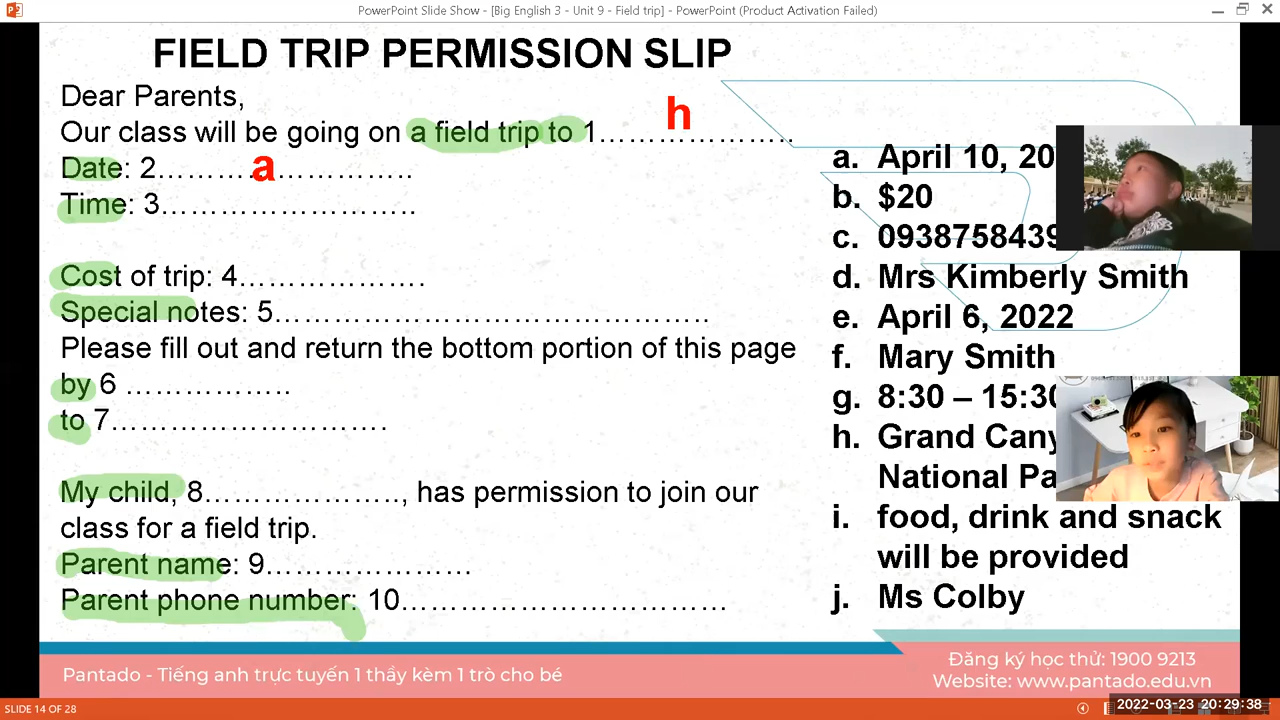 PowerPoint Slide Show - [Big English 3 - Unit 9 - Field trip] - PowerPoint (Product Activation Failed)
FIELD TRIP PERMISSION SLIP
Dear Parents,
Our class will be going on a field trip to 1…………………..
h
Date: 2……………………..
a
Time: 3……………………..
Cost of trip: 4……………….
Special notes: 5……………………………………..
Please fill out and return the bottom portion of this page
by 6 ……………..
to 7……………………….
My child, 8……………….., has permission to join our
class for a field trip.
Parent name: 9…………………
Parent phone number: 10……………………………
a. April 10, 20
b. $20
c. 0938758439
d. Mrs Kimberly Smith
e. April 6, 2022
f. Mary Smith
g. 8:30 – 15:30
h. Grand
National
i. food, drink and snack
will be provided
j. Ms Colby
Pantado - Tiếng anh trực tuyến 1 thầy kèm 1 trò cho bé
Đăng ký học thử: 1900 9213
Website: www.pantado.edu.vn
SLIDE 14 OF 28
2022-03-23 20:29:38